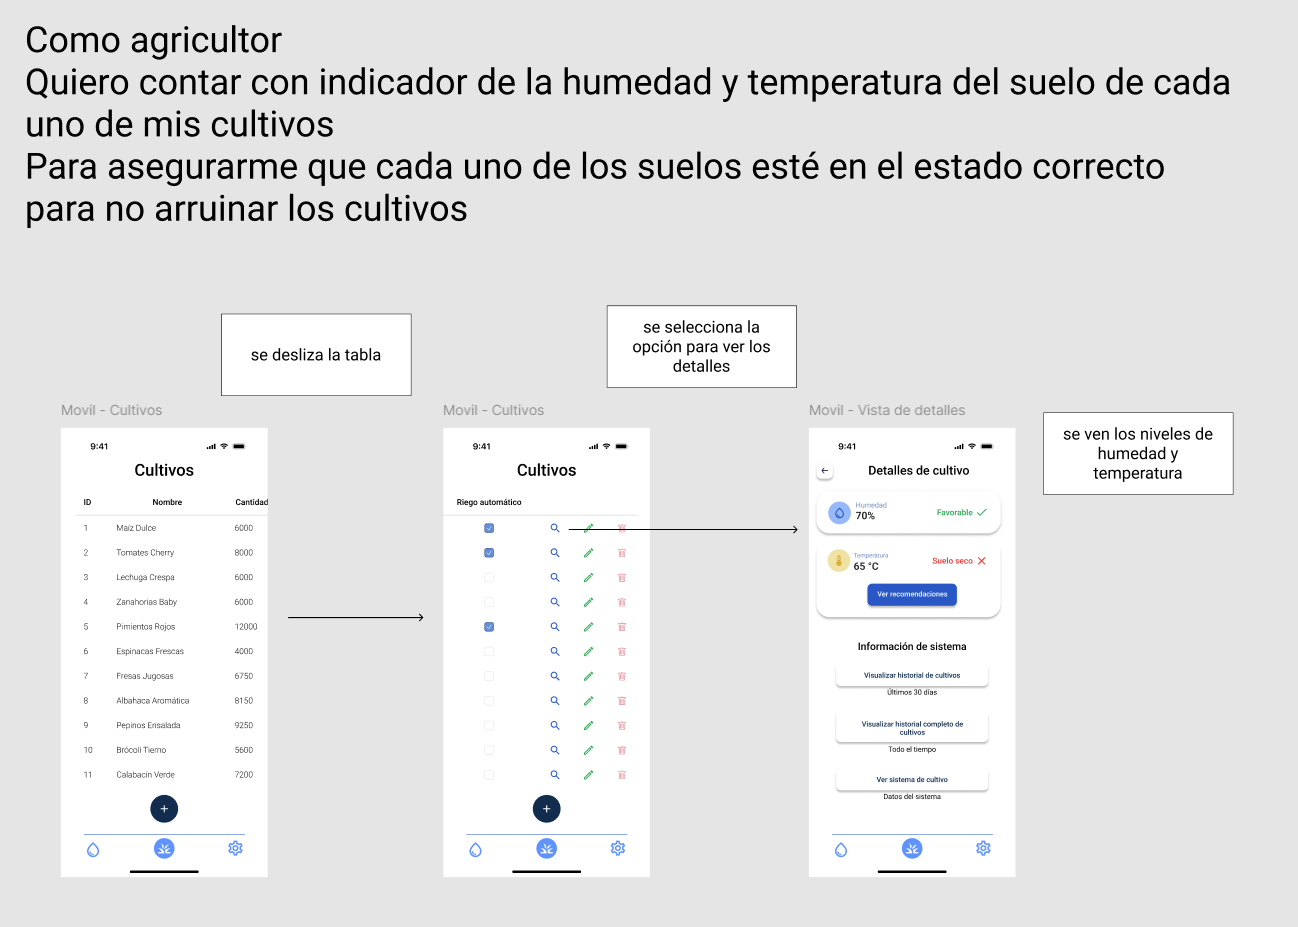 Como agricultor
Quiero contar con indicador de la humedad y temperatura del suelo de cada
uno de mis cultivos
Para asegurarme que cada uno de los suelos esté en el estado correcto
para no arruinar los cultivos
se desliza la tabla
se selecciona la
opción para ver los
detalles
se ven los niveles de
humedad y
temperatura
Movil - Cultivos
9:41
Cultivos
ID Nombre Cantidad
1 Maíz Dulce 6000
2 Tomates Cherry 8000
3 Lechuga Crespa 6000
4 Zanahorias Baby 6000
5 Pimientos Rojos 12000
6 Espinacas Frescas 4000
7 Fresas Jugosas 6750
8 Albahaca Aromática 8150
9 Pepinos Ensalada 9250
10 Brócoli Tierno 5600
11 Calabacín Verde 7200
+
Movil - Cultivos
9:41
Cultivos
Riego automático
+
Movil - Vista de detalles
9:41
Detalles de cultivo
Humedad
70%
Favorable
Temperatura
65 °C
Suelo seco
Ver recomendaciones
Información de sistema
Visualizar historial de cultivos
Últimos 30 días
Visualizar historial completo de
cultivos
Todo el tiempo
Ver sistema de cultivo
Datos del sistema